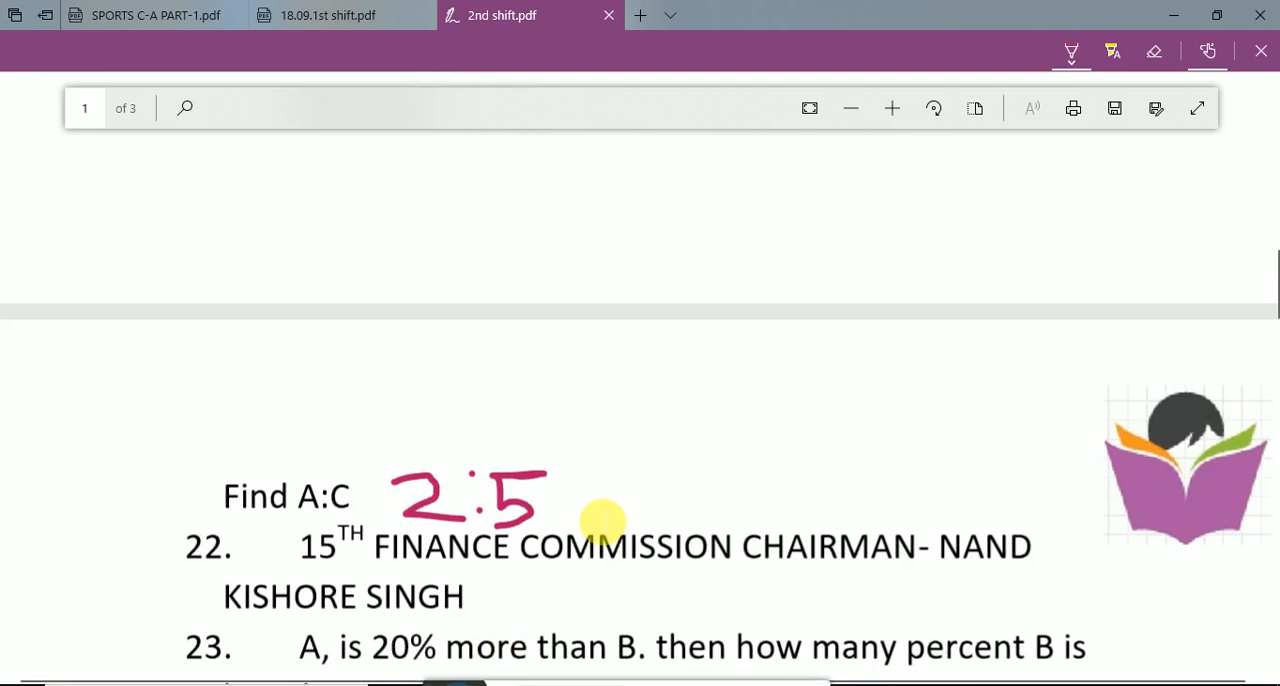 SPORTS C-A PART-1.pdf 18.09.1st shift.pdf 2nd shift.pdf
1 of 3
Find A:C 2:5
22. 15TH FINANCE COMMISSION CHAIRMAN- NAND
KISHORE SINGH
23. A, is 20% more than B. then how many percent B is